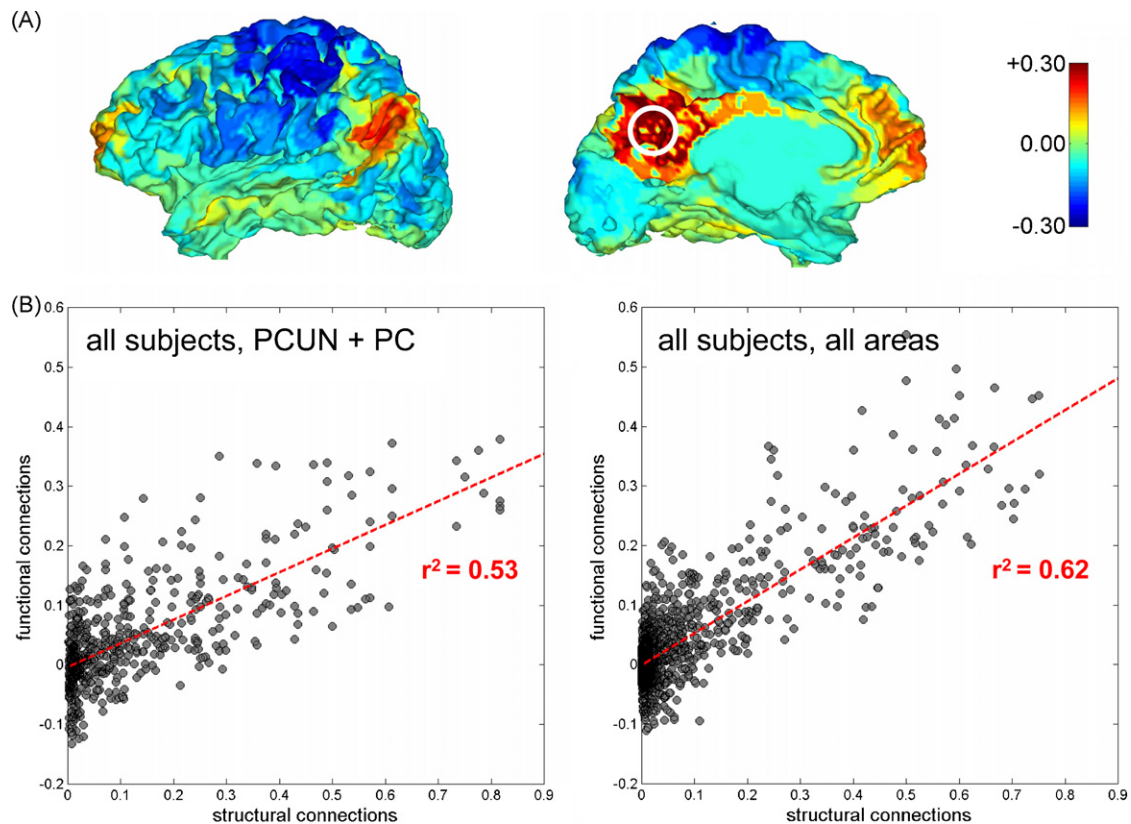 (A)
+0.30
0.00
-0.30
(B)
0.6
0.5
0.4
0.3
0.2
0.1
0
-0.1
-0.2
functional connections
all subjects, PCUN + PC
r² = 0.53
0 0.1 0.2 0.3 0.4 0.5 0.6 0.7 0.8 0.9
structural connections
0.6
0.5
0.4
0.3
0.2
0.1
0
-0.1
-0.2
functional connections
all subjects, all areas
r² = 0.62
0 0.1 0.2 0.3 0.4 0.5 0.6 0.7 0.8 0.9
structural connections